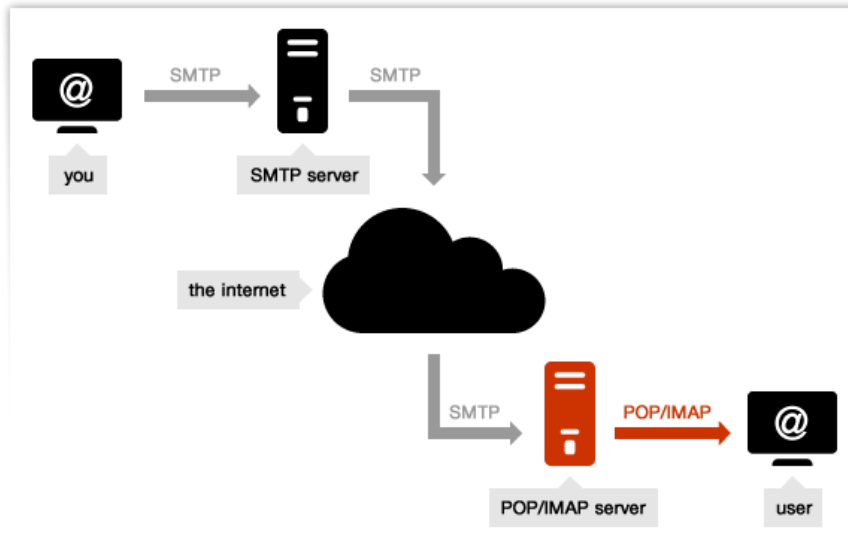 @
SMTP
SMTP
you
SMTP server
the internet
SMTP
POP/IMAP
@
POP/IMAP server
user